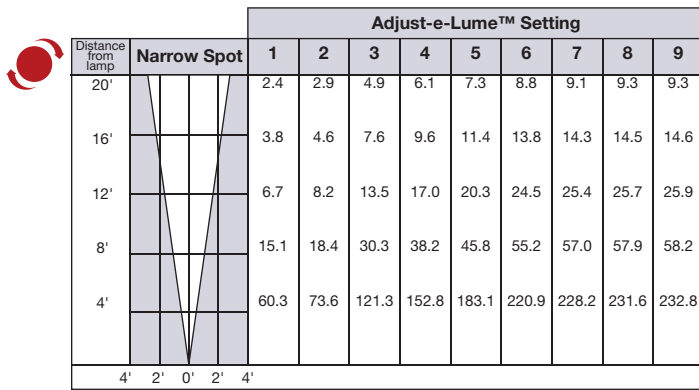 Adjust-e-Lume™ Setting
Distance from lamp Narrow Spot 1 2 3 4 5 6 7 8 9
20' 2.4 2.9 4.9 6.1 7.3 8.8 9.1 9.3 9.3
16' 3.8 4.6 7.6 9.6 11.4 13.8 14.3 14.5 14.6
12' 6.7 8.2 13.5 17.0 20.3 24.5 25.4 25.7 25.9
8' 15.1 18.4 30.3 38.2 45.8 55.2 57.0 57.9 58.2
4' 60.3 73.6 121.3 152.8 183.1 220.9 228.2 231.6 232.8
4' 2' 0' 2' 4'